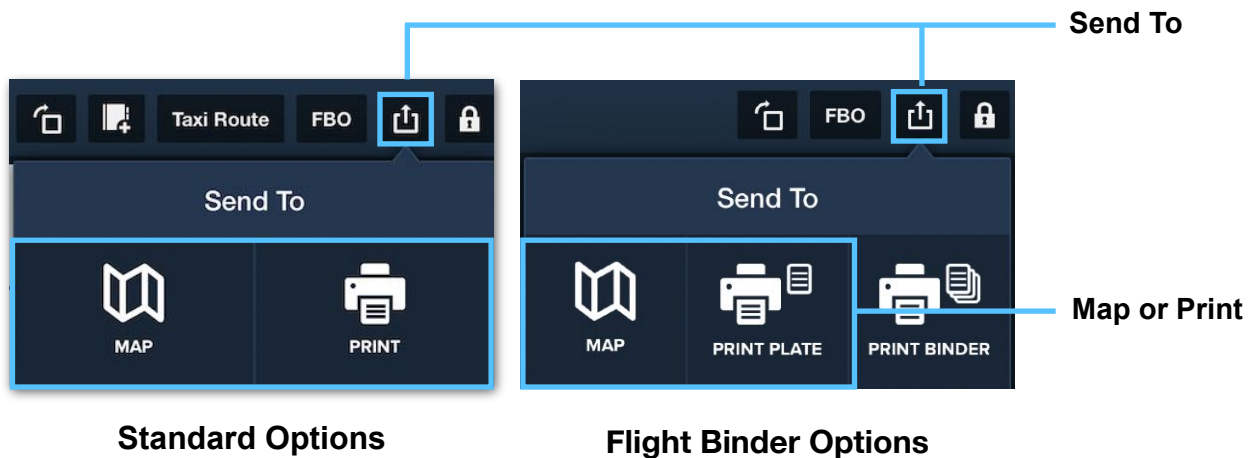 Send To
Taxi Route FBO
FBO
Send To
Send To
MAP
PRINT
MAP
PRINT PLATE
PRINT BINDER
Map or Print
Standard Options
Flight Binder Options